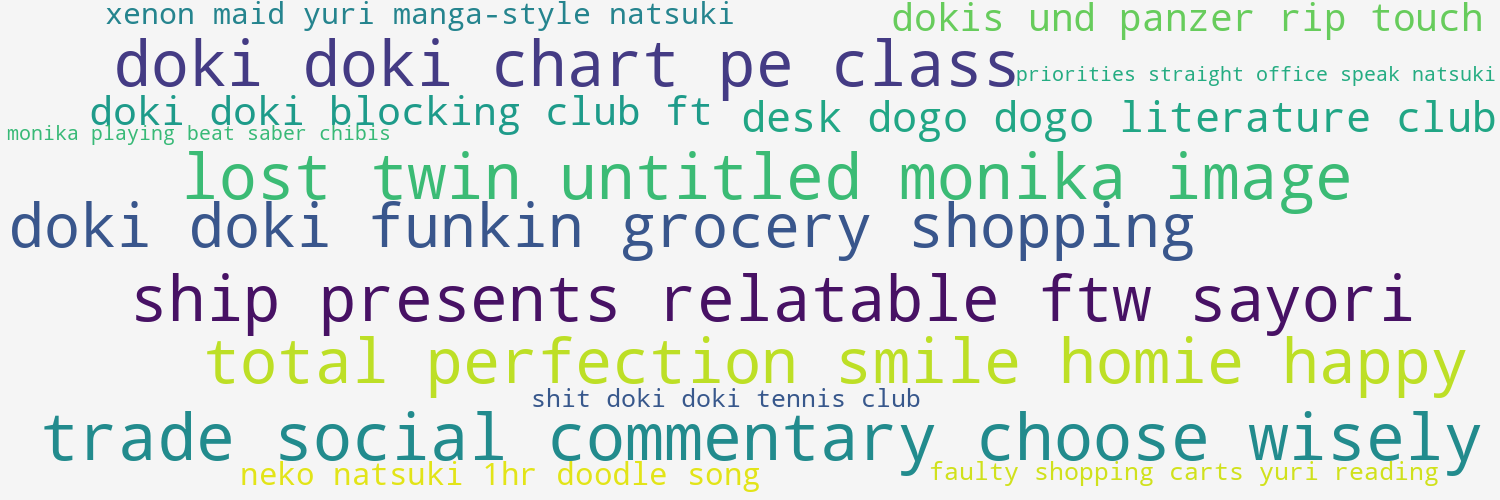 xenon maid yuri manga-style natsuki
dokis und panzer rip touch
doki doki chart pe class
priorities straight office speak natsuki
doki doki blocking club ft
desk dogo dogo literature club
monika playing beat saber chibis
lost twin untitled monika image
doki doki funkin grocery shopping
ship presents relatable ftw sayori
total perfection smile homie happy
shit doki doki tennis club
trade social commentary choose wisely
neko natsuki 1hr doodle song
faulty shopping carts yuri reading